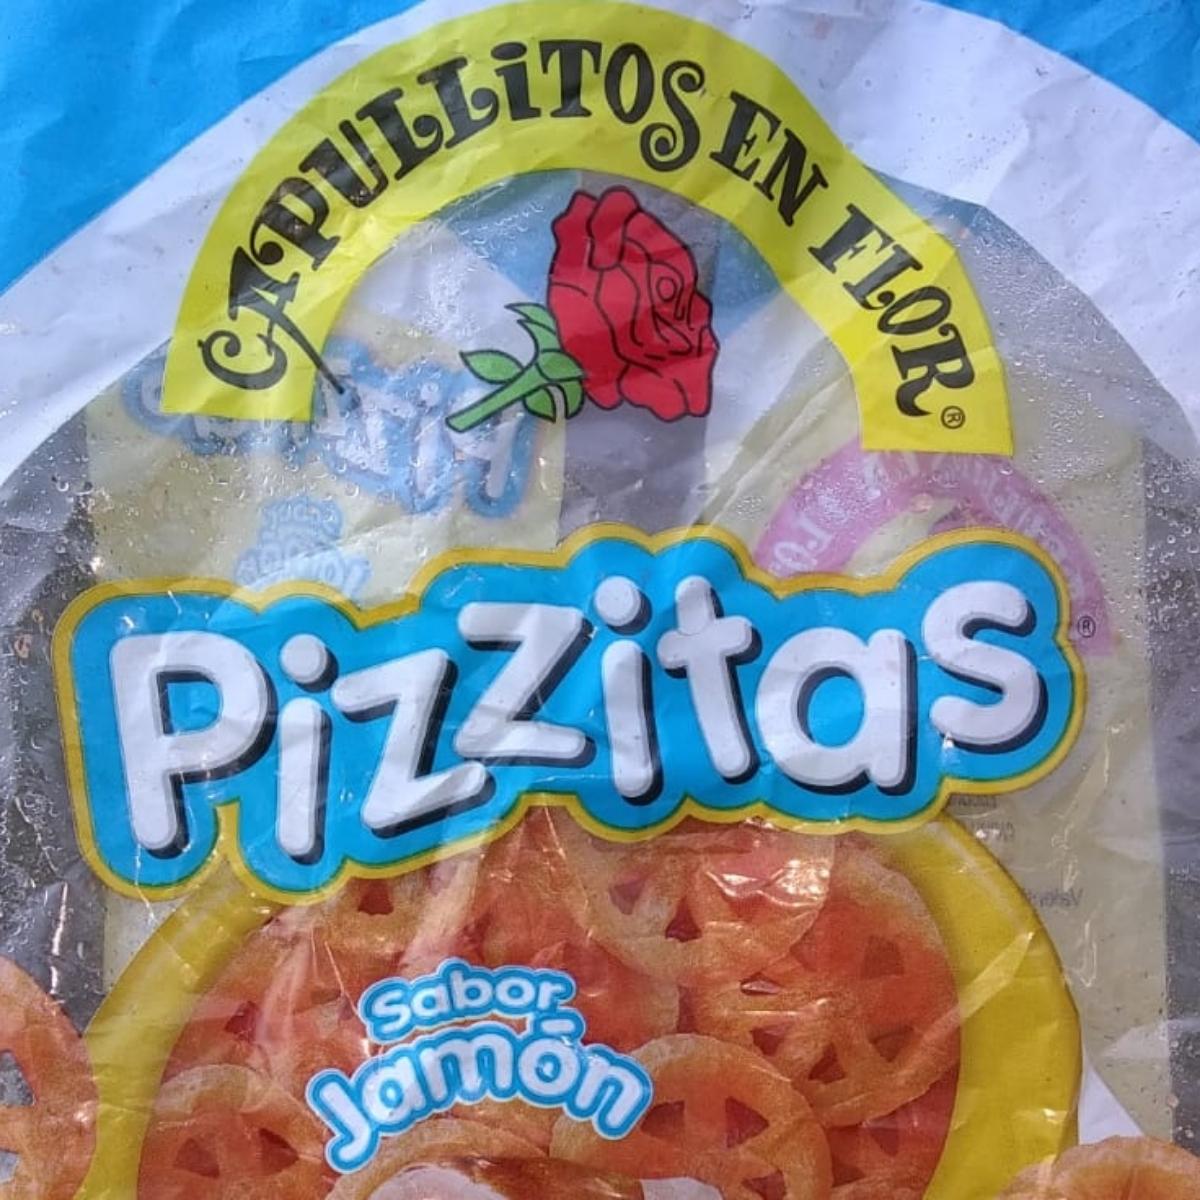 CAPULLiTOS EN FLOR®
Pizzitas®
Sabor
Jamón